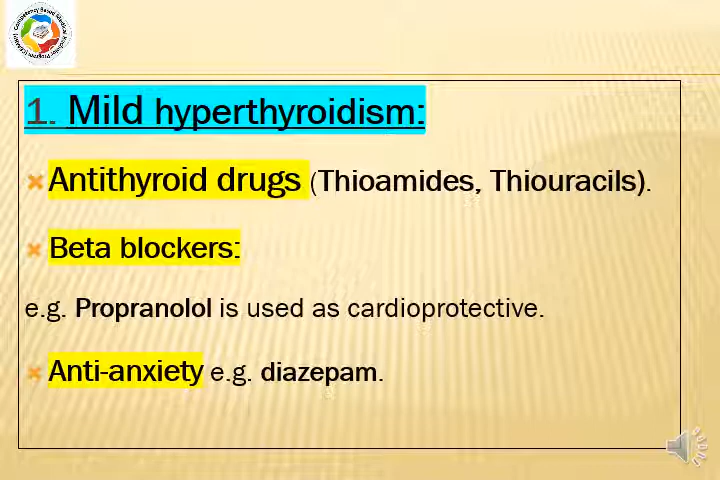 1. Mild hyperthyroidism:
Antithyroid drugs (Thioamides, Thiouracils).
Beta blockers:
e.g. Propranolol is used as cardioprotective.
Anti-anxiety e.g. diazepam.